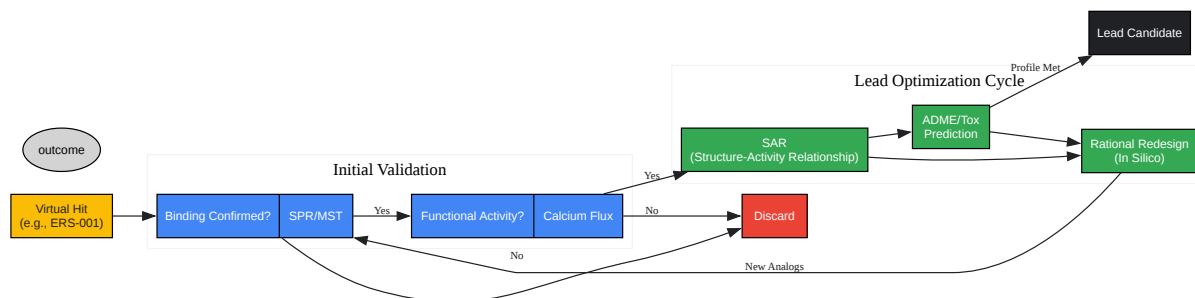 Lead Candidate
Profile Met
Lead Optimization Cycle
ADME/Tox
Prediction
SAR
(Structure-Activity Relationship)
Rational Redesign
(In Silico)
outcome
Initial Validation
Yes
Virtual Hit
(e.g., ERS-001)
Binding Confirmed?
SPR/MST
Yes
Functional Activity?
Calcium Flux
No
Discard
No
New Analogs